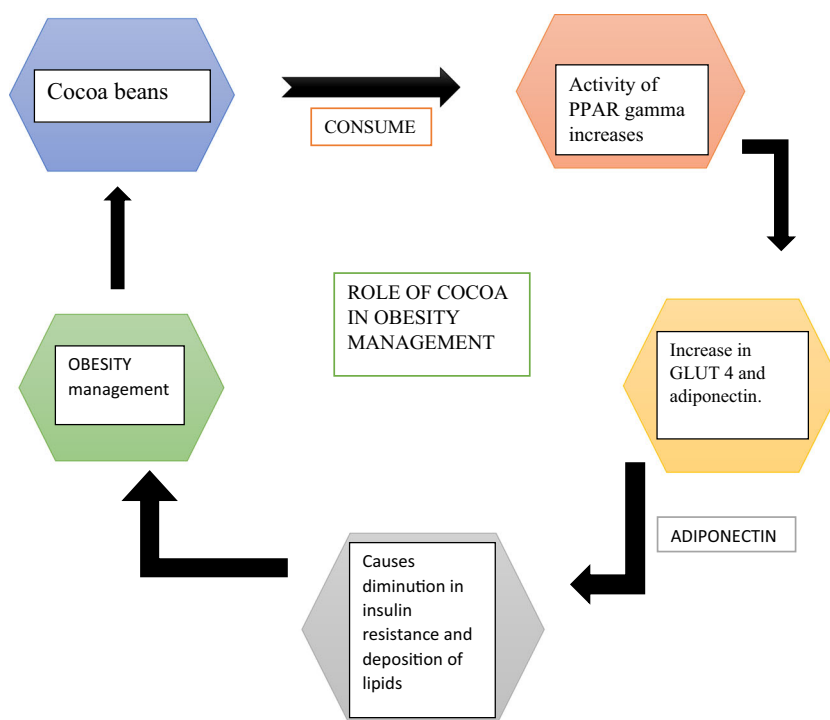 Cocoa beans
CONSUME
Activity of
PPAR gamma
increases
ROLE OF COCOA
IN OBESITY
MANAGEMENT
Increase in
GLUT 4 and
adiponectin.
ADIPONECTIN
Causes
diminution in
insulin
resistance and
deposition of
lipids
OBESITY
management